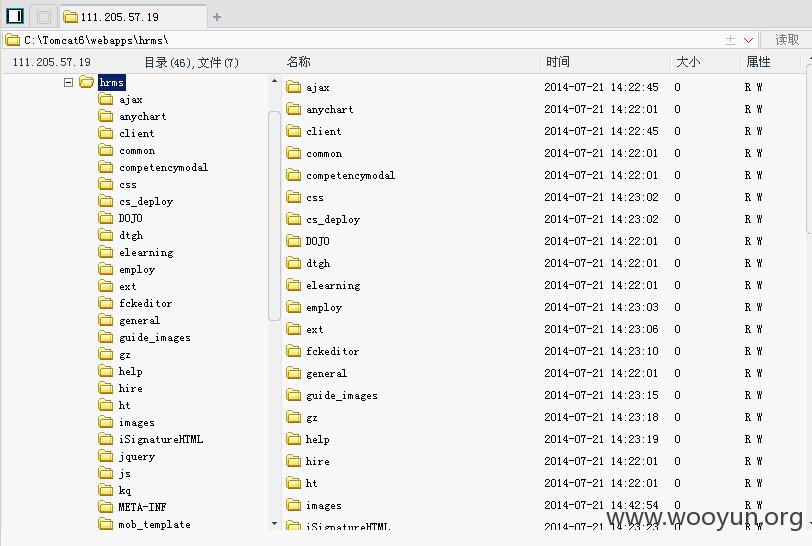 111.205.57.19
C:\Tomcat6\webapps\hrms\
读取
111.205.57.19 目录(46),文件(7)
hrms
ajax
anychart
client
common
competencymodal
css
cs_deploy
DOJO
dtgh
elearning
employ
ext
fckeditor
general
guide_images
gz
help
hire
ht
images
iSignatureHTML
jquery
js
kq
META-INF
mob_template
名称 时间 大小 属性
ajax 2014-07-21 14:22:45 0 R W
anychart 2014-07-21 14:22:01 0 R W
client 2014-07-21 14:22:45 0 R W
common 2014-07-21 14:22:01 0 R W
competencymodal 2014-07-21 14:22:01 0 R W
css 2014-07-21 14:23:02 0 R W
cs_deploy 2014-07-21 14:23:02 0 R W
DOJO 2014-07-21 14:22:01 0 R W
dtgh 2014-07-21 14:22:01 0 R W
elearning 2014-07-21 14:22:01 0 R W
employ 2014-07-21 14:23:03 0 R W
ext 2014-07-21 14:23:06 0 R W
fckeditor 2014-07-21 14:23:10 0 R W
general 2014-07-21 14:22:01 0 R W
guide_images 2014-07-21 14:23:15 0 R W
gz 2014-07-21 14:23:18 0 R W
help 2014-07-21 14:23:19 0 R W
hire 2014-07-21 14:22:01 0 R W
ht 2014-07-21 14:22:01 0 R W
images 2014-07-21 14:42:54 0 R W
iSignatureHTML 2014-07-21 14:23:23 0 R W
www.wooyun.org